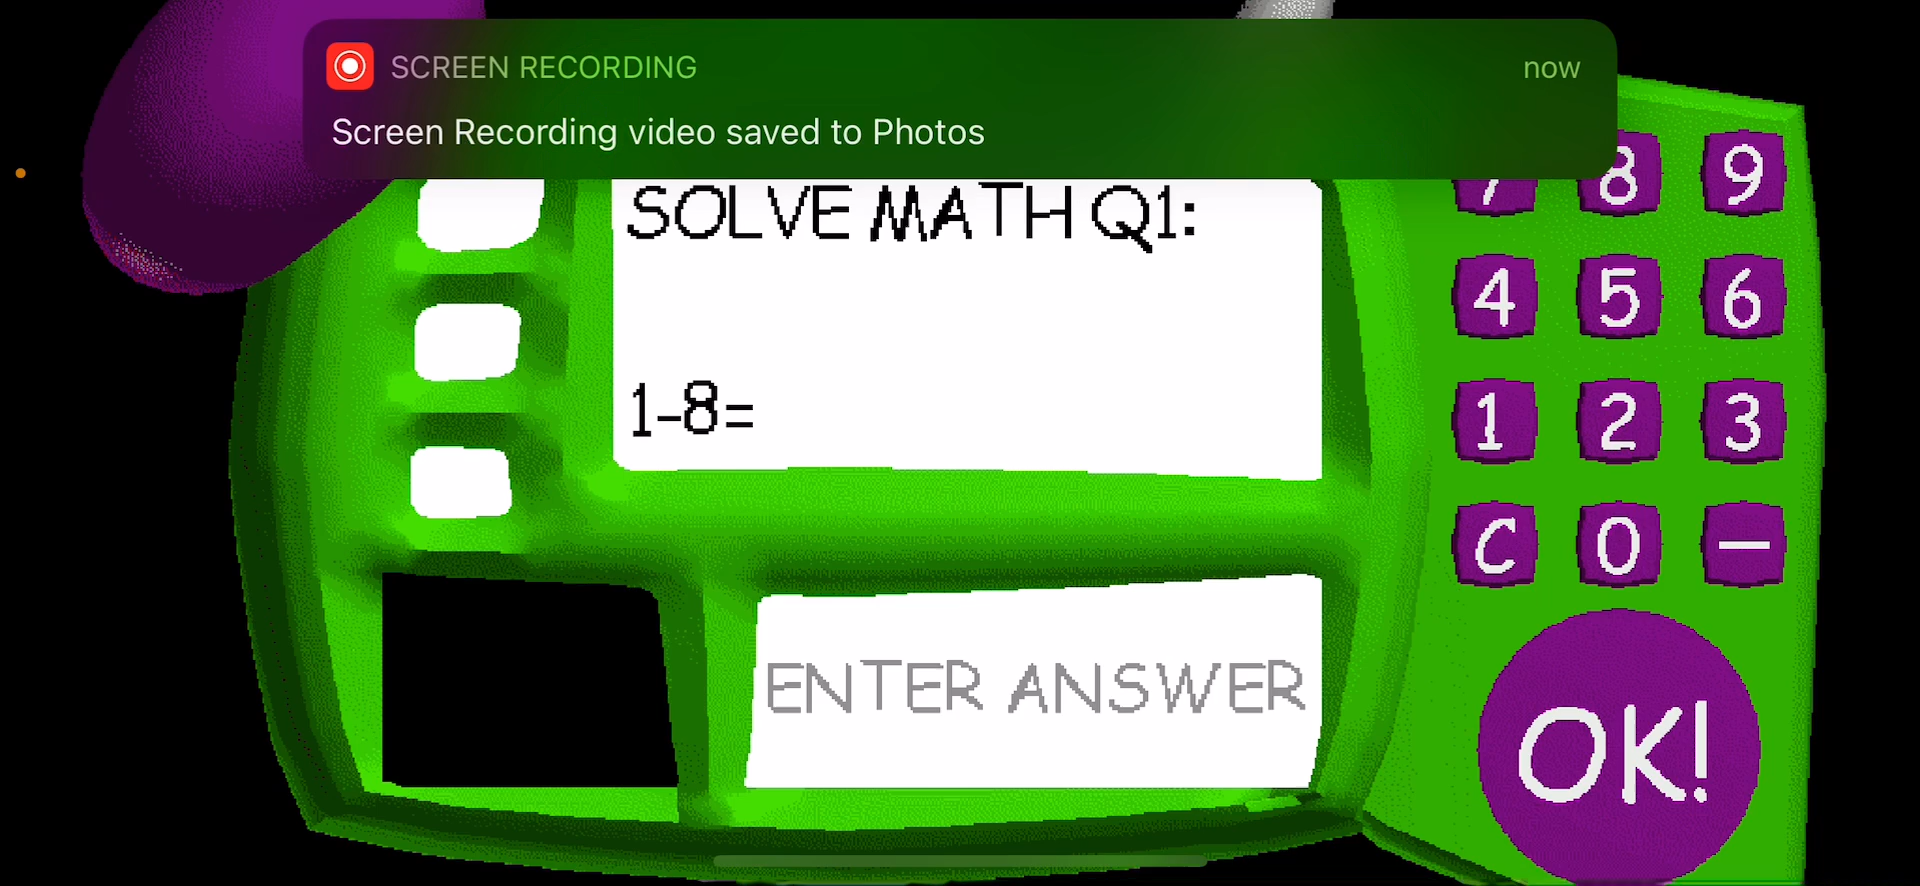 SCREEN RECORDING
now
Screen Recording video saved to Photos
SOLVE MATH Q1:
1-8=
ENTER ANSWER
7 8 9
4 5 6
1 2 3
C 0 −
OK!